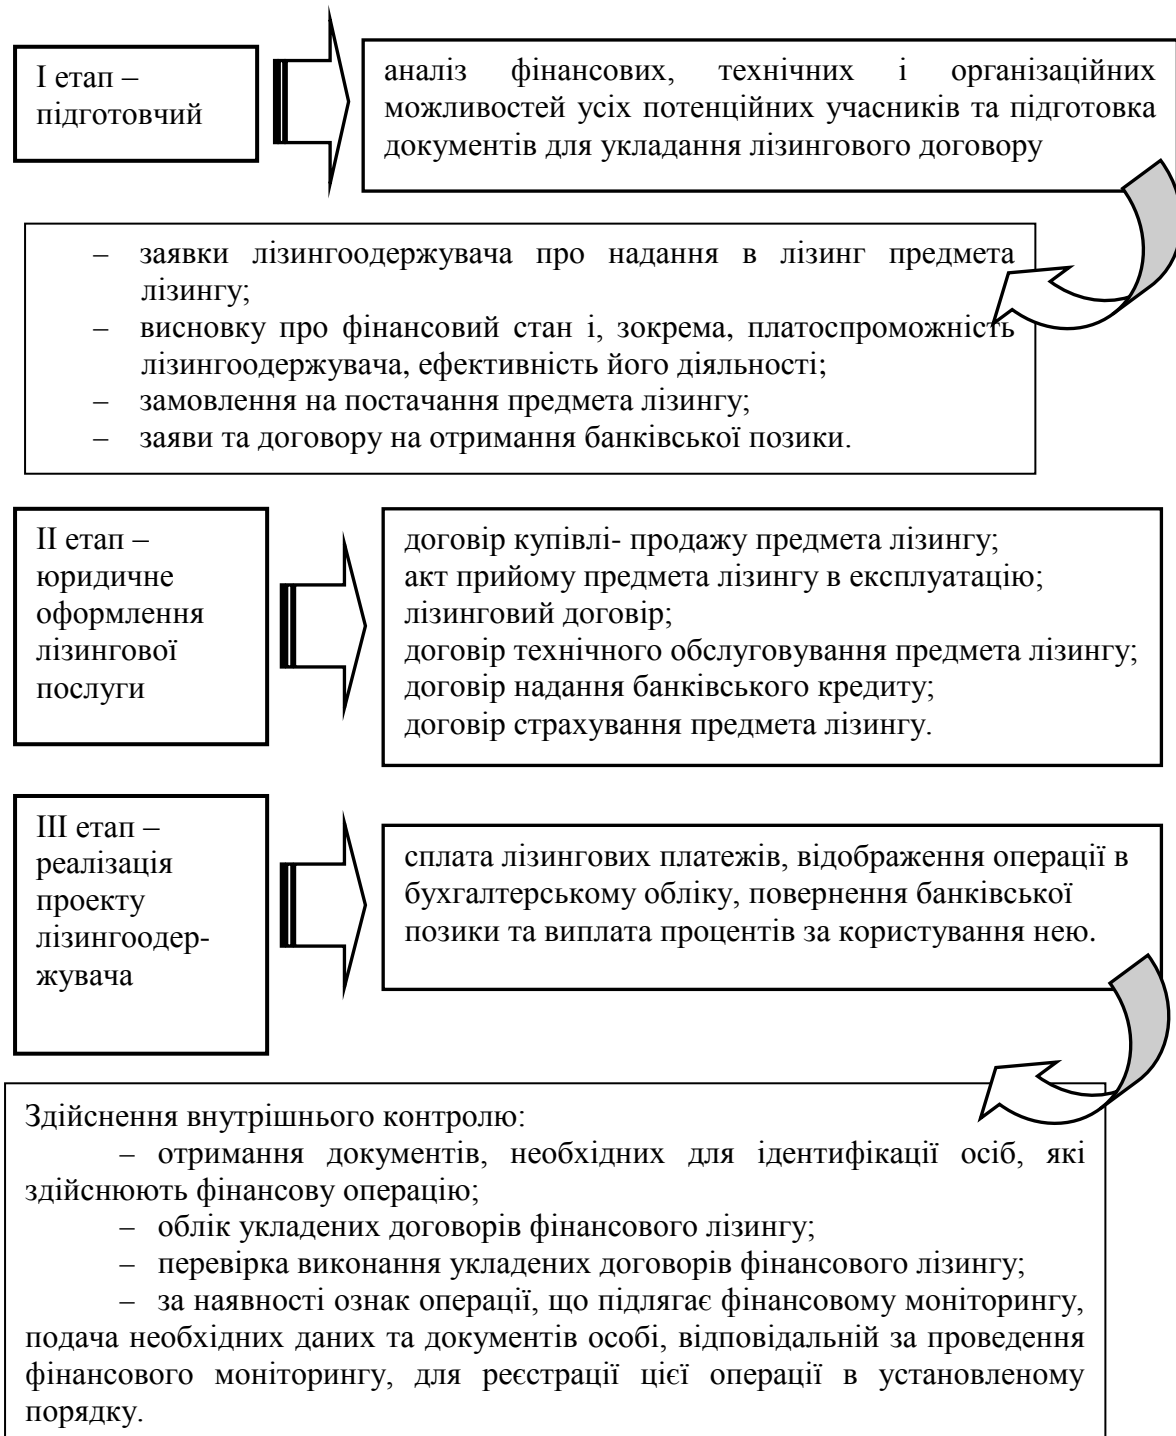 І етап –
підготовчий
аналіз фінансових, технічних і організаційних
можливостей усіх потенційних учасників та підготовка
документів для укладання лізингового договору
– заявки лізингоодержувача про надання в лізинг предмета
лізингу;
– висновку про фінансовий стан і, зокрема, платоспроможність
лізингоодержувача, ефективність його діяльності;
– замовлення на постачання предмета лізингу;
– заяви та договору на отримання банківської позики.
ІІ етап –
юридичне
оформлення
лізингової
послуги
договір купівлі- продажу предмета лізингу;
акт прийому предмета лізингу в експлуатацію;
лізинговий договір;
договір технічного обслуговування предмета лізингу;
договір надання банківського кредиту;
договір страхування предмета лізингу.
ІІІ етап –
реалізація
проекту
лізингоодер-
жувача
сплата лізингових платежів, відображення операції в
бухгалтерському обліку, повернення банківської
позики та виплата процентів за користування нею.
Здійснення внутрішнього контролю:
– отримання документів, необхідних для ідентифікації осіб, які
здійснюють фінансову операцію;
– облік укладених договорів фінансового лізингу;
– перевірка виконання укладених договорів фінансового лізингу;
– за наявності ознак операції, що підлягає фінансовому моніторингу,
подача необхідних даних та документів особі, відповідальній за проведення
фінансового моніторингу, для реєстрації цієї операції в установленому
порядку.